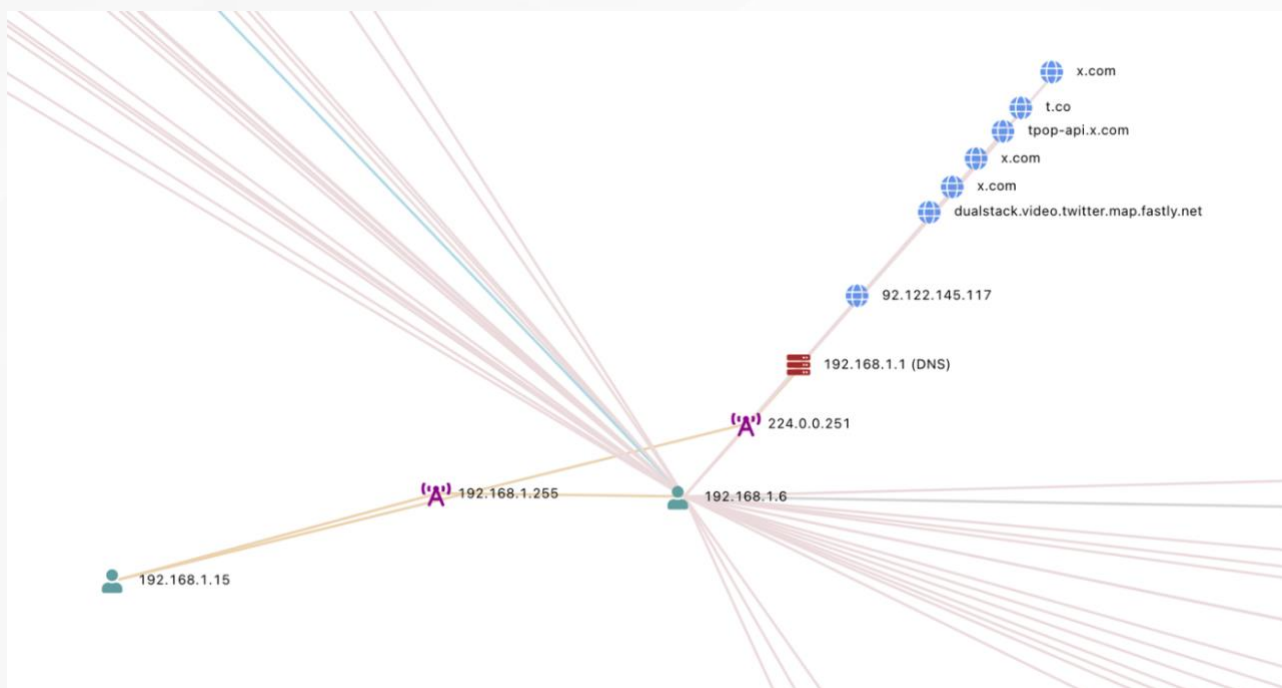 x.com
t.co
tpop-api.x.com
x.com
x.com
dualstack.video.twitter.map.fastly.net
92.122.145.117
192.168.1.1 (DNS)
224.0.0.251
192.168.1.255
192.168.1.6
192.168.1.15